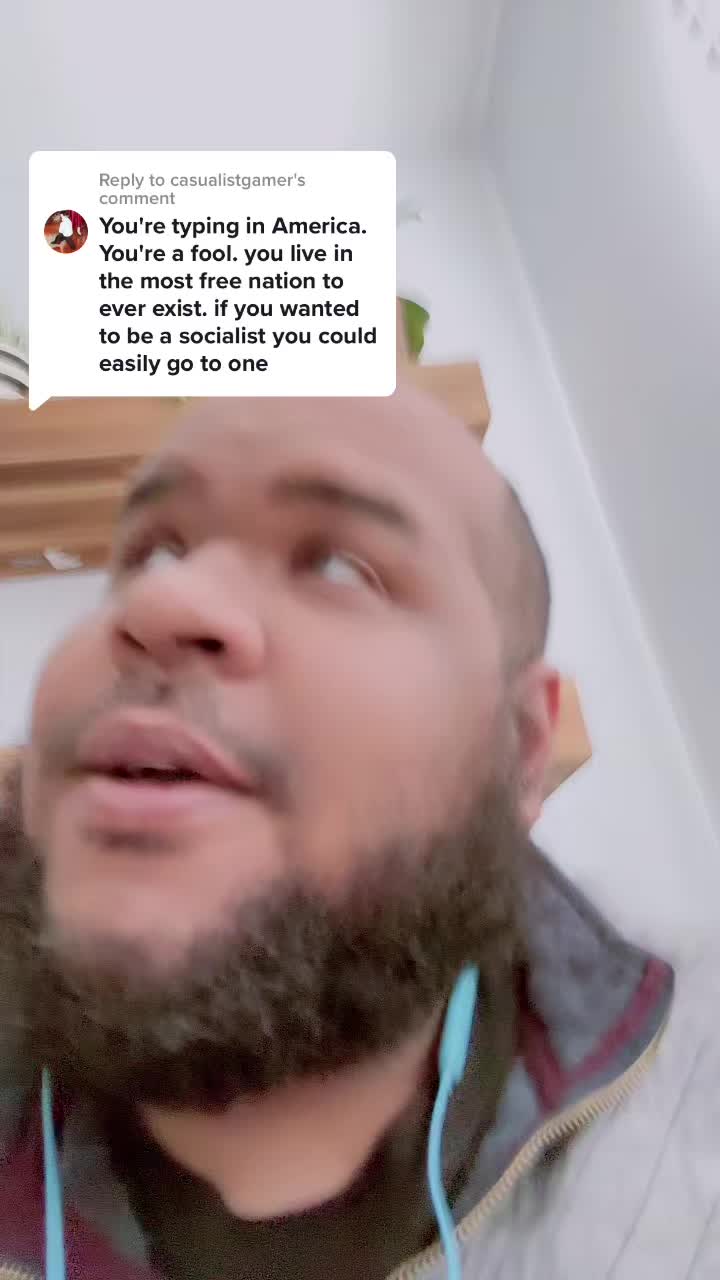 Reply to casualistgamer's
comment
You're typing in America.
You're a fool. you live in
the most free nation to
ever exist. if you wanted
to be a socialist you could
easily go to one